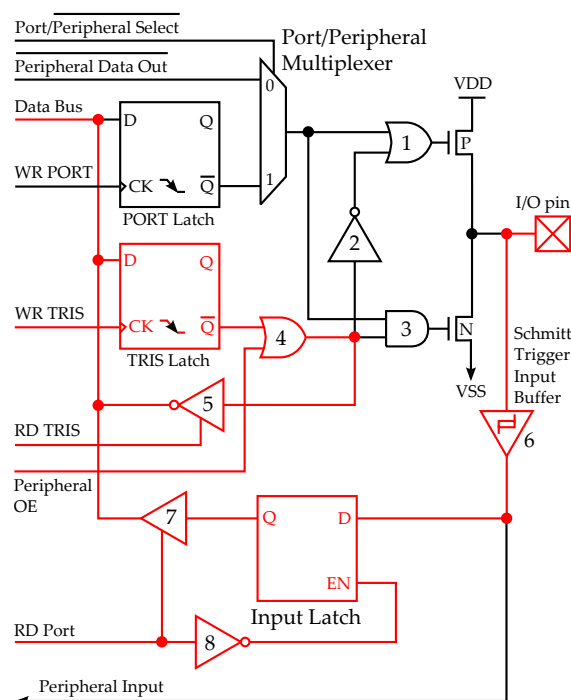 Port/Peripheral Select
Port/Peripheral
Multiplexer
Peripheral Data Out
0
VDD
Data Bus
D
Q
1
P
WR PORT
CK
Q
1
I/O pin
PORT Latch
2
D
Q
WR TRIS
CK
Q
4
3
N
TRIS Latch
Schmitt
Trigger
Input
Buffer
VSS
5
6
RD TRIS
Peripheral
OE
7
Q
D
EN
Input Latch
RD Port
8
Peripheral Input